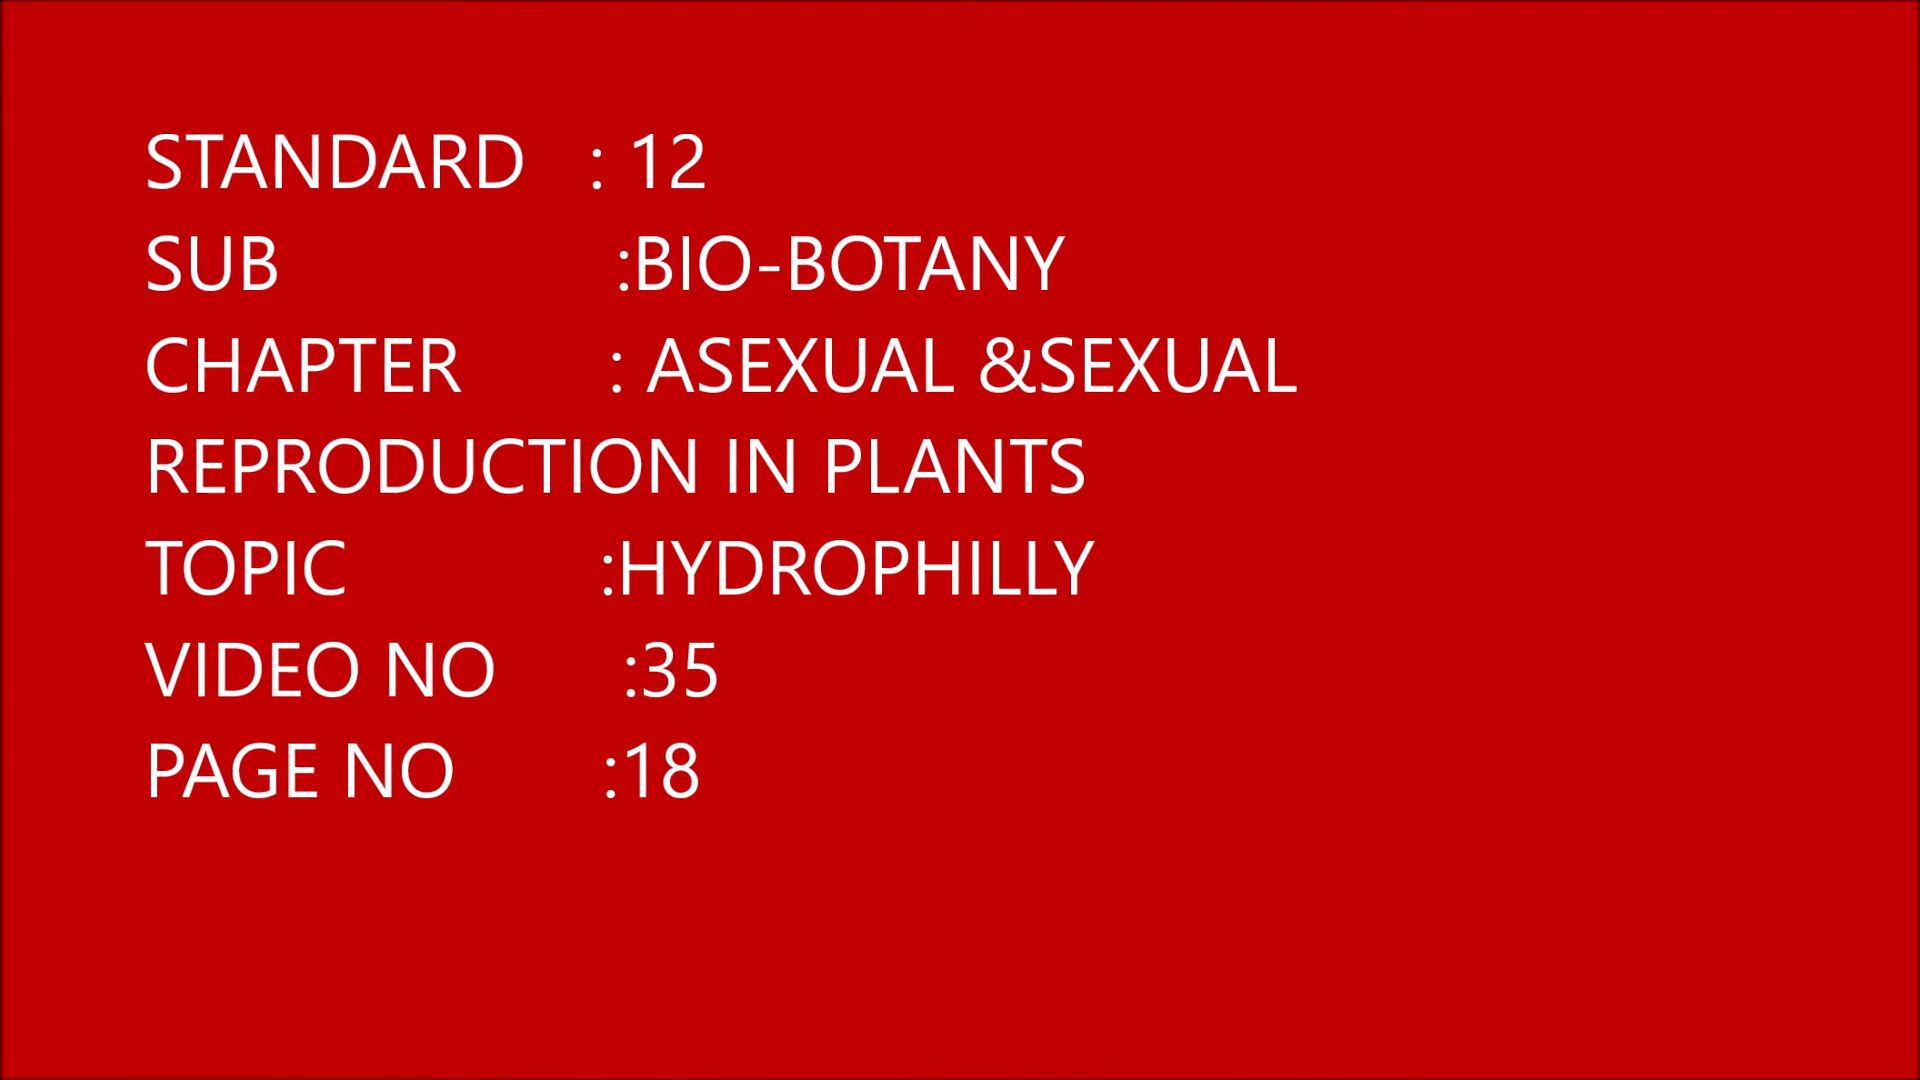 STANDARD : 12
SUB :BIO-BOTANY
CHAPTER : ASEXUAL &SEXUAL
REPRODUCTION IN PLANTS
TOPIC :HYDROPHILLY
VIDEO NO :35
PAGE NO :18